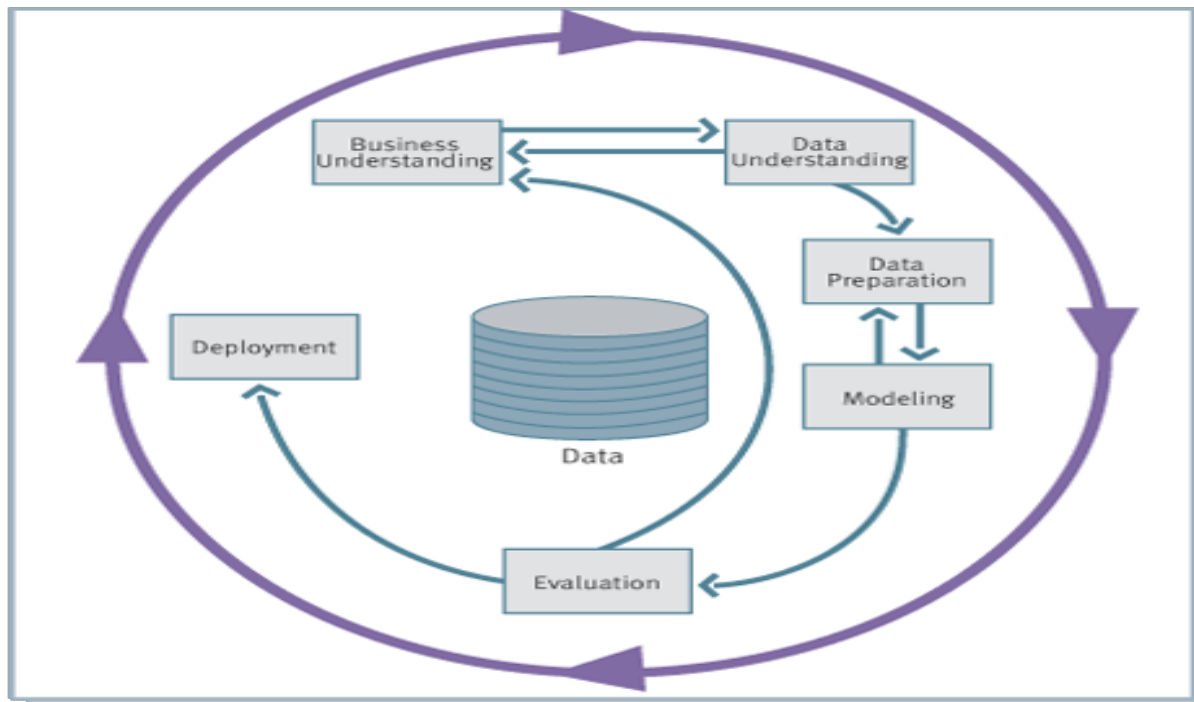 Business
Understanding
Data
Understanding
Data
Preparation
Deployment
Modeling
Data
Evaluation